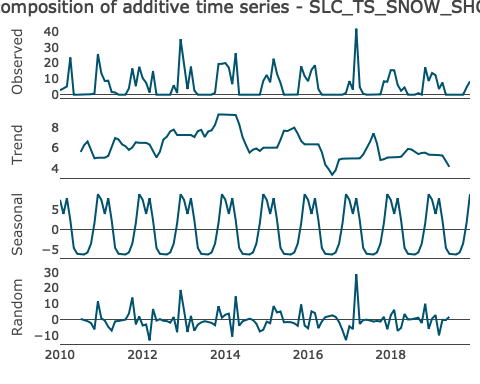 composition of additive time series - SLC_TS_SNOW_SHO
Observed
40
30
20
10
0
Trend
8
6
4
Seasonal
5
0
−5
Random
30
20
10
0
−10
2010 2012 2014 2016 2018